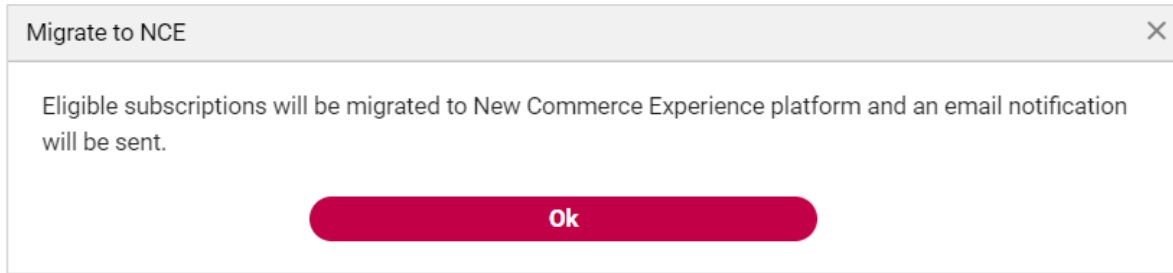 Migrate to NCE
Eligible subscriptions will be migrated to New Commerce Experience platform and an email notification
will be sent.
Ok